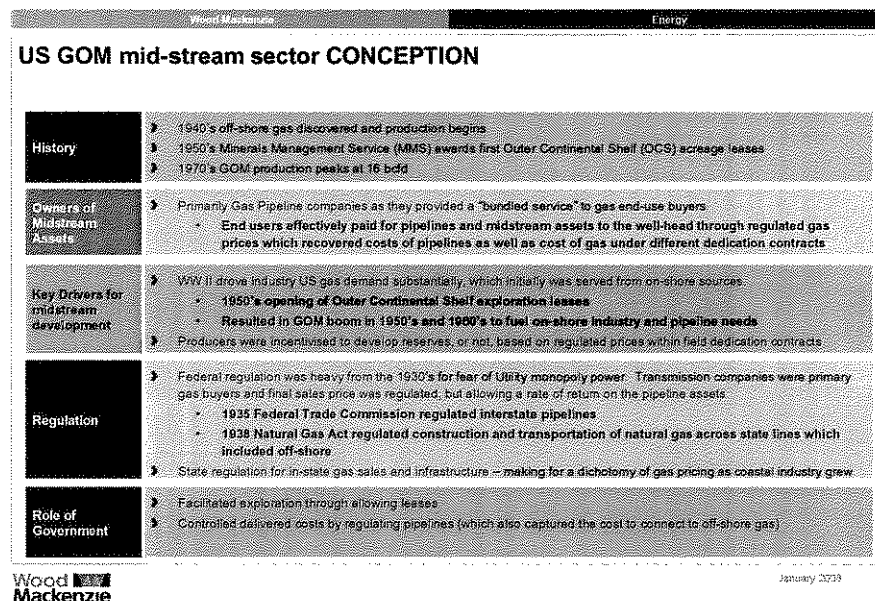 Wood Mackenzie
Energy
US GOM mid-stream sector CONCEPTION
History
1940's off-shore gas discovered and production begins
1950's Minerals Management Service (MMS) awards first Outer Continental Shelf (OCS) acreage leases
1970's GOM production peaks at 16 bcfd
Owners of
Midstream
Assets
Primarily Gas Pipeline companies as they provided a "bundled service" to gas end-use buyers
End users effectively paid for pipelines and midstream assets to the well-head through regulated gas
prices which recovered costs of pipelines as well as cost of gas under different dedication contracts
Key Drivers for
midstream
development
WW II drove industry US gas demand substantially, which initially was served from on-shore sources
1950's opening of Outer Continental Shelf exploration leases
Resulted in GOM boom in 1950's and 1960's to fuel on-shore industry and pipeline needs
Producers were incentivised to develop reserves, or not, based on regulated prices within field dedication contracts
Regulation
Federal regulation was heavy from the 1930's for fear of Utility monopoly power. Transmission companies were primary
gas buyers and final sales price was regulated, but allowing a rate of return on the pipeline assets
1935 Federal Trade Commission regulated interstate pipelines
1938 Natural Gas Act regulated construction and transportation of natural gas across state lines which
included off-shore
State regulation for in-state gas sales and infrastructure – making for a dichotomy of gas pricing as coastal industry grew
Role of
Government
Facilitated exploration through allowing leases
Controlled delivered costs by regulating pipelines (which also captured the cost to connect to off-shore gas)
Wood
Mackenzie
January 2009